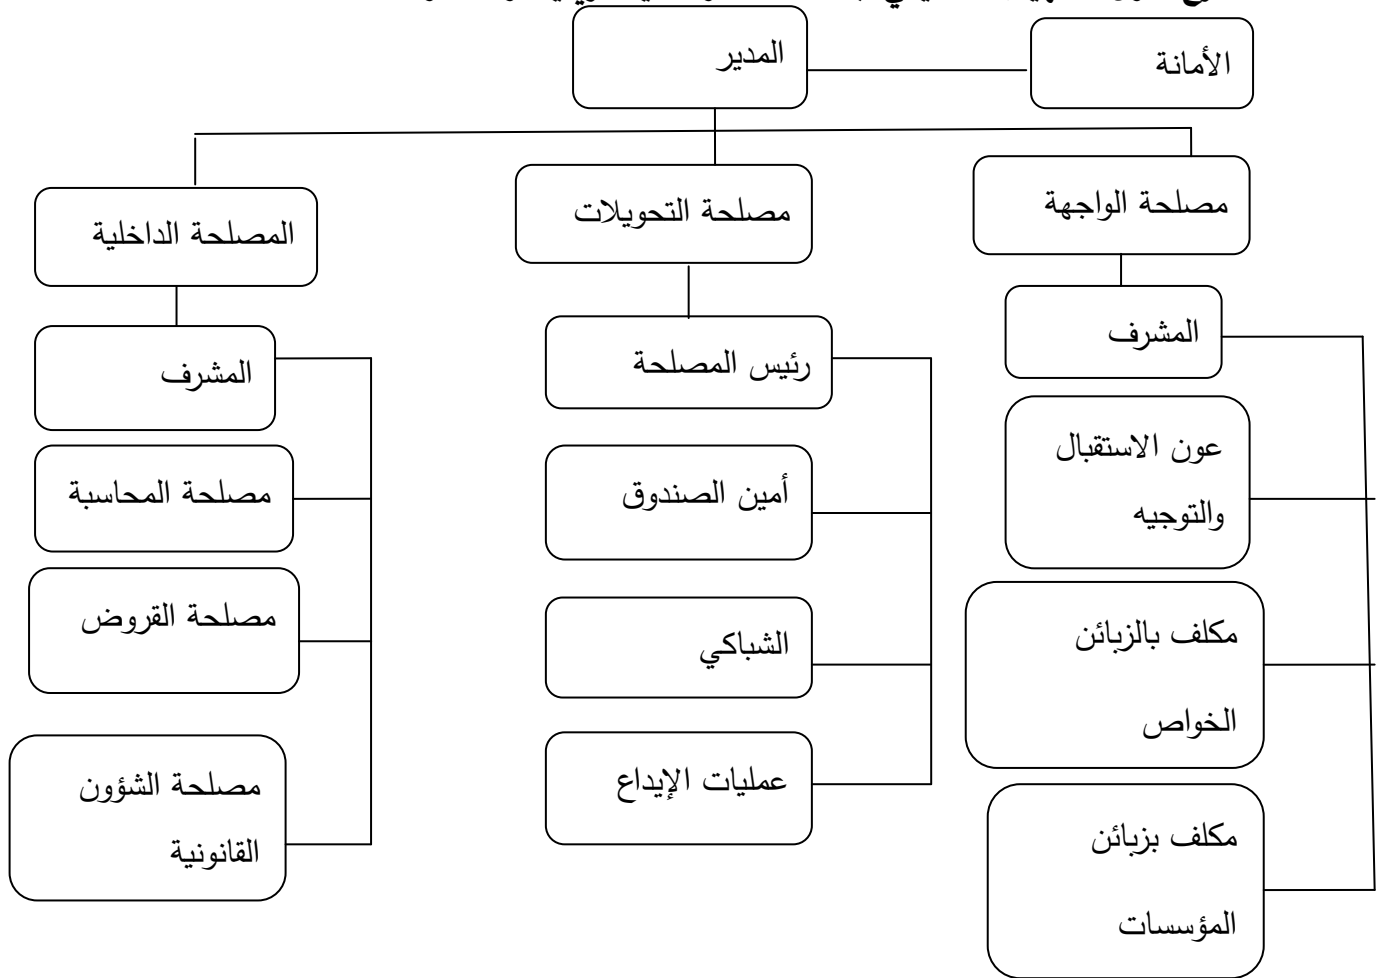 المدير
الأمانة
مصلحة الواجهة
مصلحة التحويلات
المصلحة الداخلية
المشرف
عون الاستقبال
والتوجيه
مكلف بالزبائن
الخواص
مكلف بزبائن
المؤسسات
رئيس المصلحة
أمين الصندوق
الشباكي
عمليات الإيداع
المشرف
مصلحة المحاسبة
مصلحة القروض
مصلحة الشؤون
القانونية